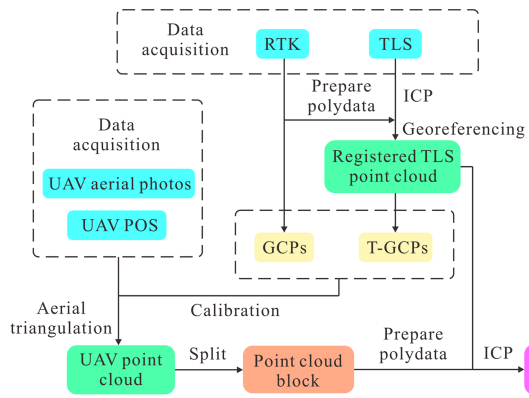 Data
acquisition
RTK
TLS
Prepare
polydata
ICP
Georeferencing
Data
acquisition
UAV aerial photos
UAV POS
Registered TLS
point cloud
GCPs
T-GCPs
Aerial
triangulation
Calibration
UAV point
cloud
Split
Point cloud
block
Prepare
polydata
ICP